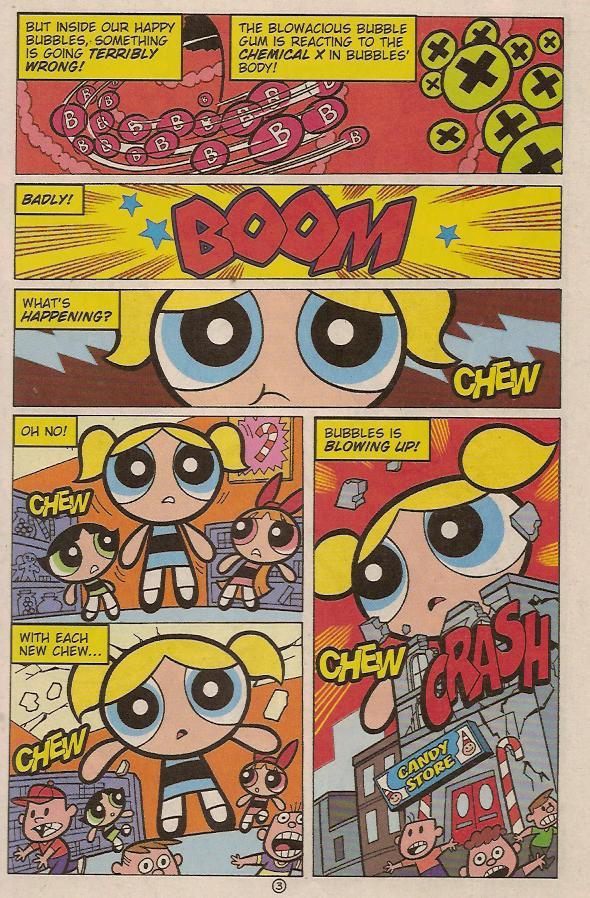 BUT INSIDE OUR HAPPY
BUBBLES, SOMETHING
IS GOING TERRIBLY
WRONG!
THE BLOWACIOUS BUBBLE
GUM IS REACTING TO THE
CHEMICAL X IN BUBBLES'
BODY!
B B B B B B B B B B B B
X X X X X X X X X
BADLY!
BOOM
WHAT'S
HAPPENING?
CHEW
OH NO!
CHEW
BUBBLES IS
BLOWING UP!
CHEW
CRASH
CANDY
STORE
WITH EACH
NEW CHEW...
CHEW
3